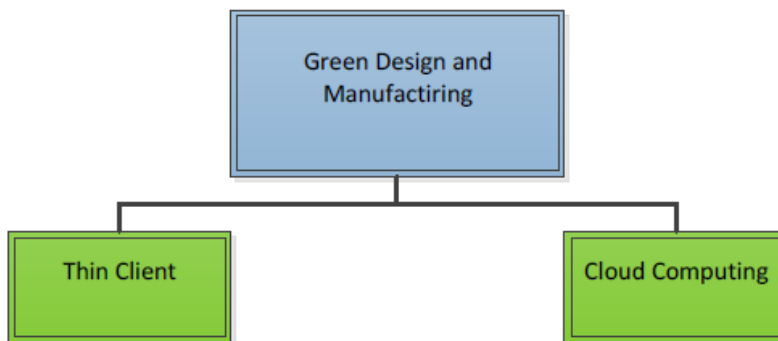 Green Design and
Manufactiring
Thin Client
Cloud Computing